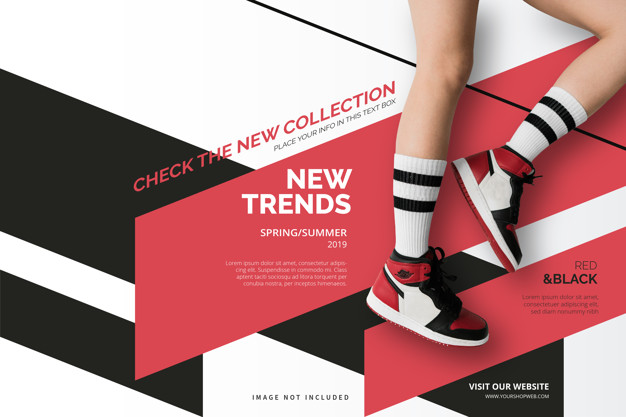 CHECK THE NEW COLLECTION
PLACE YOUR INFO IN THIS TEXT BOX
NEW
TRENDS
SPRING/SUMMER
2019
Lorem ipsum dolor sit amet, consectetur adipis-
cing elit. Suspendisse in commodo mi. Class
aptent taciti sociosqu ad litora torquent per
conubia nostra, per inceptos himenaeos.
RED
&BLACK
Lorem ipsum dolor sit amet, cons
ectetuer adipiscing elit,
sed diam nonummy nibh
VISIT OUR WEBSITE
WWW.YOURSHOPWEB.COM
IMAGE NOT INCLUDED